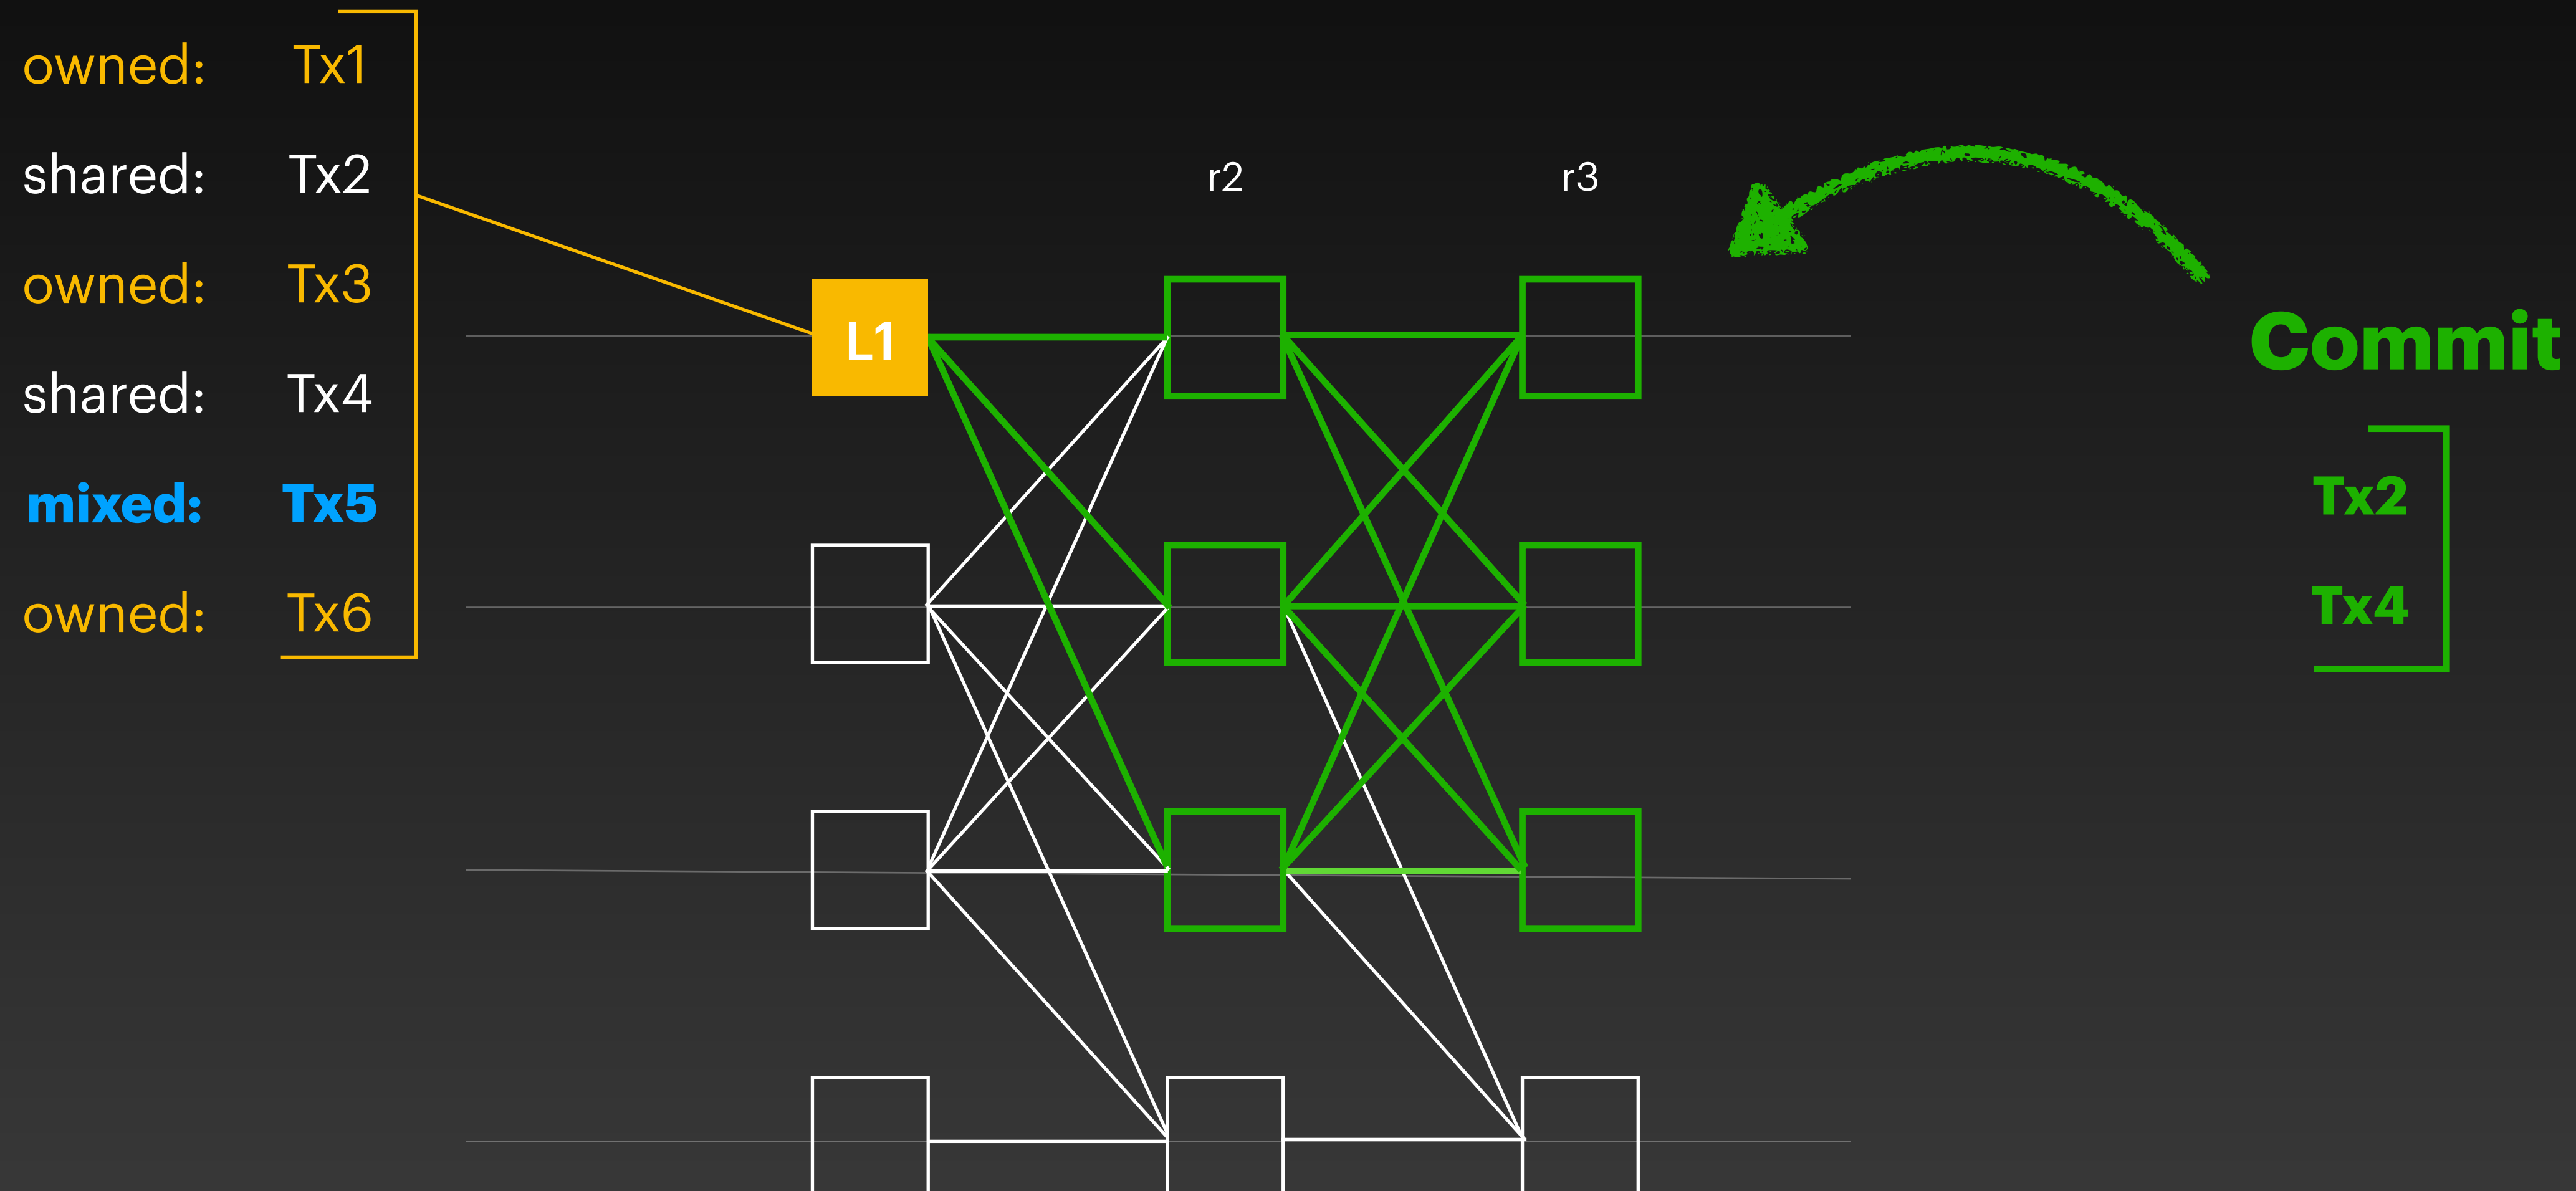 owned: Tx1
shared: Tx2
owned: Tx3
shared: Tx4
mixed: Tx5
owned: Tx6
r2
r3
L1
Commit
Tx2
Tx4